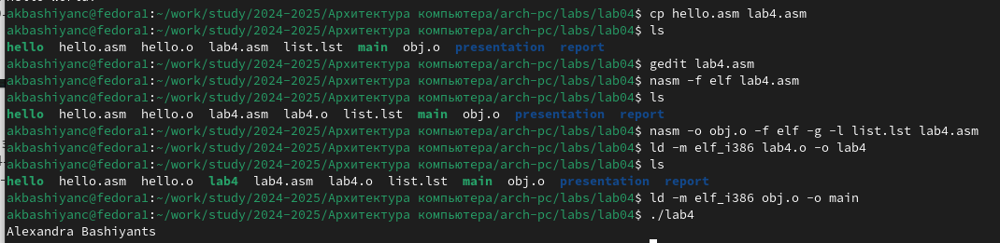 akbashiyanc@fedora1:~/work/study/2024-2025/Архитектура компьютера/arch-pc/labs/lab04$ cp hello.asm lab4.asm
akbashiyanc@fedora1:~/work/study/2024-2025/Архитектура компьютера/arch-pc/labs/lab04$ ls
hello  hello.asm  hello.o  lab4.asm  list.lst  main  obj.o  presentation  report
akbashiyanc@fedora1:~/work/study/2024-2025/Архитектура компьютера/arch-pc/labs/lab04$ gedit lab4.asm
akbashiyanc@fedora1:~/work/study/2024-2025/Архитектура компьютера/arch-pc/labs/lab04$ nasm -f elf lab4.asm
akbashiyanc@fedora1:~/work/study/2024-2025/Архитектура компьютера/arch-pc/labs/lab04$ ls
hello  hello.asm  hello.o  lab4.asm  lab4.o  list.lst  main  obj.o  presentation  report
akbashiyanc@fedora1:~/work/study/2024-2025/Архитектура компьютера/arch-pc/labs/lab04$ nasm -o obj.o -f elf -g -l list.lst lab4.asm
akbashiyanc@fedora1:~/work/study/2024-2025/Архитектура компьютера/arch-pc/labs/lab04$ ld -m elf_i386 lab4.o -o lab4
akbashiyanc@fedora1:~/work/study/2024-2025/Архитектура компьютера/arch-pc/labs/lab04$ ls
hello  hello.asm  hello.o  lab4  lab4.asm  lab4.o  list.lst  main  obj.o  presentation  report
akbashiyanc@fedora1:~/work/study/2024-2025/Архитектура компьютера/arch-pc/labs/lab04$ ld -m elf_i386 obj.o -o main
akbashiyanc@fedora1:~/work/study/2024-2025/Архитектура компьютера/arch-pc/labs/lab04$ ./lab4
Alexandra Bashiyants